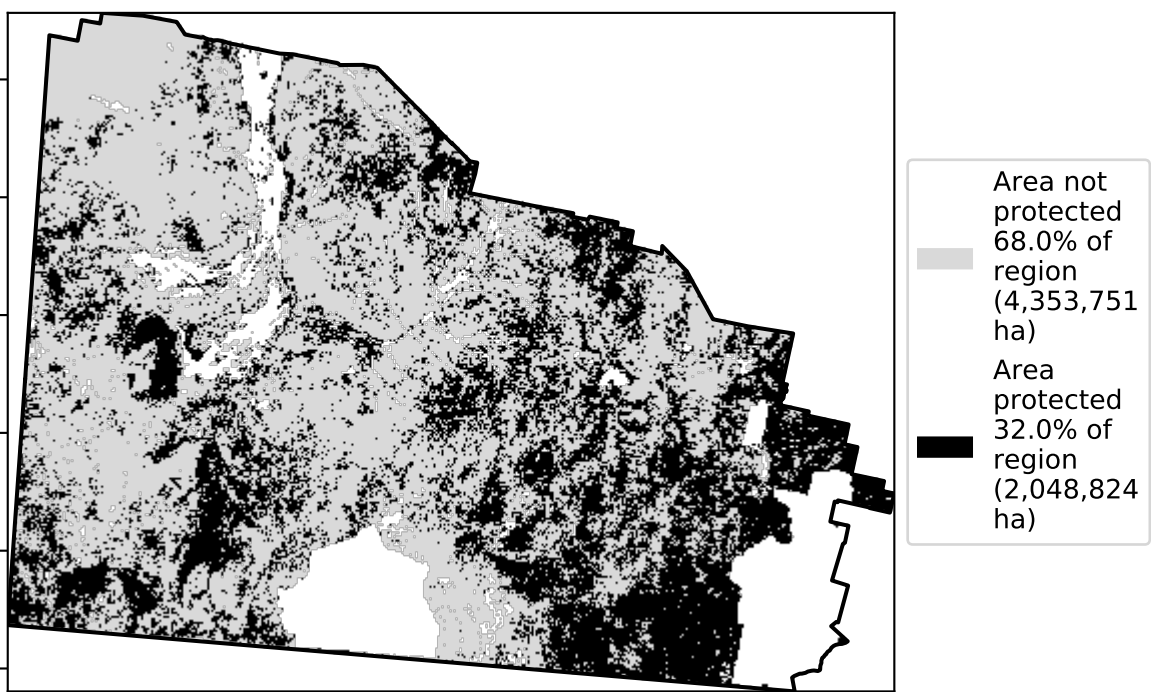 Area not
protected
68.0% of
region
(4,353,751
ha)
Area
protected
32.0% of
region
(2,048,824
ha)